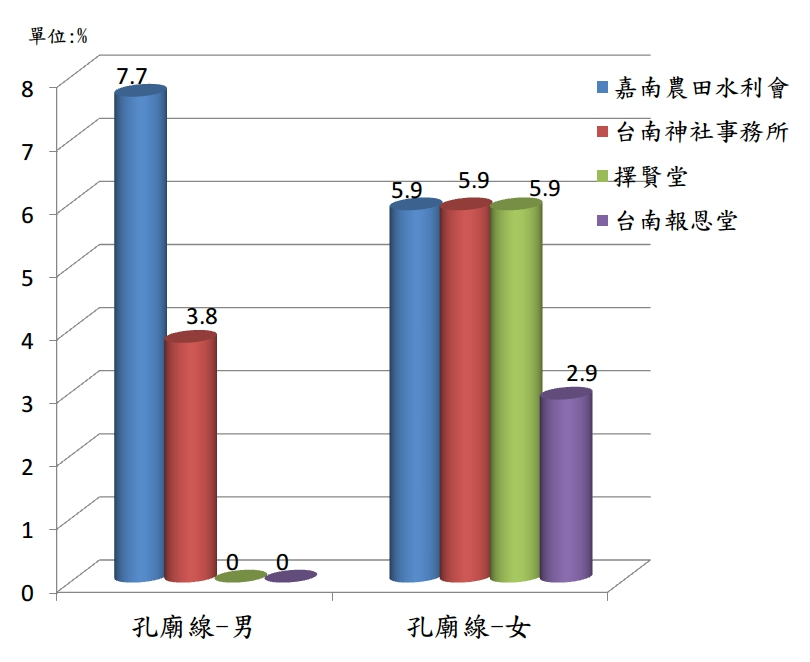 單位:%
8
7
6
5
4
3
2
1
0
7.7
3.8
0
0
5.9
5.9
5.9
2.9
孔廟線-男
孔廟線-女
嘉南農田水利會
台南神社事務所
擇賢堂
台南報恩堂